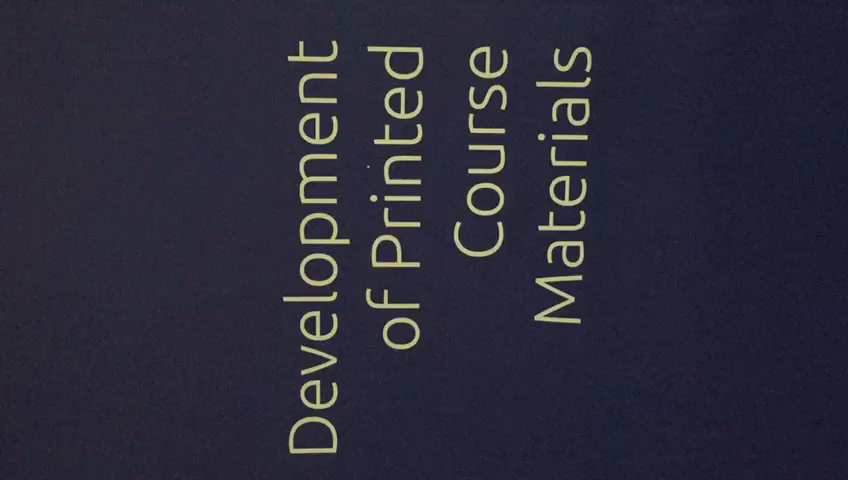 Development
of Printed
Course
Materials